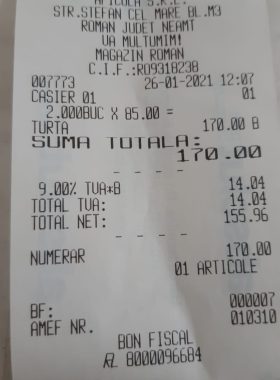 APICOLA S.R.L.
STR.STEFAN CEL MARE BL.M3
ROMAN JUDET NEAMT
VA MULTUMIM!
MAGAZIN ROMAN
C.I.F.:RO9318238
007773 26-01-2021 12:07
CASIER 01 01
2.000BUC X 85.00 =
TURTA 170.00 B
SUMA TOTALA:
170.00
- - - -
9.00% TVA*B 14.04
TOTAL TVA: 14.04
TOTAL NET: 155.96
- - - -
NUMERAR 170.00
01 ARTICOLE
- - - -
BF: 000007
AMEF NR. 010310
BON FISCAL
RL 8000096684